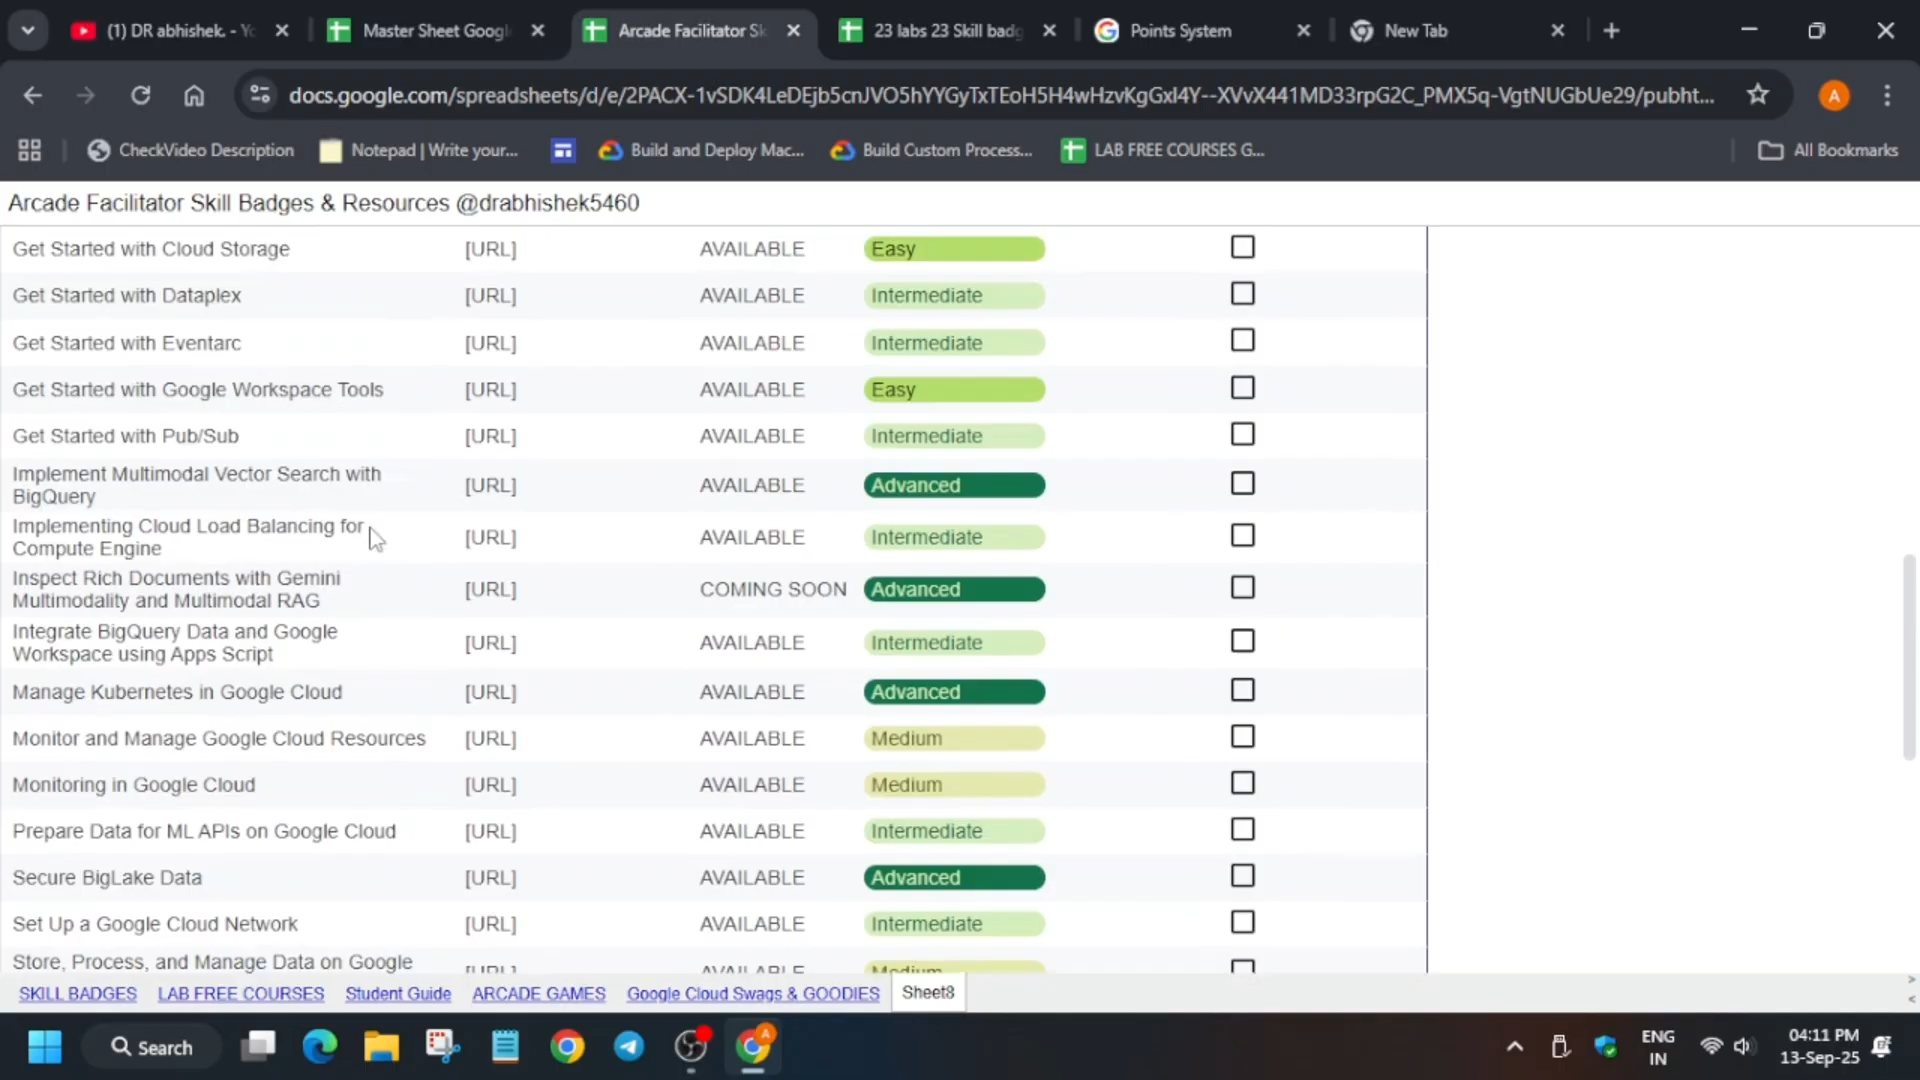 (1) DR abhishek. - Yo
Master Sheet Googl
Arcade Facilitator Sk
23 labs 23 Skill badg
Points System
New Tab
docs.google.com/spreadsheets/d/e/2PACX-1vSDK4LeDEjb5cnJVO5hYYGyTxTEoH5H4wHzvKgGxl4Y--XVvX441MD33rpG2C_PMX5q-VgtNUGbUe29/pubht...
A
CheckVideo Description
Notepad | Write your...
Build and Deploy Mac...
Build Custom Process...
LAB FREE COURSES G...
All Bookmarks
Arcade Facilitator Skill Badges & Resources @drabhishek5460
Get Started with Cloud Storage [URL] AVAILABLE Easy
Get Started with Dataplex [URL] AVAILABLE Intermediate
Get Started with Eventarc [URL] AVAILABLE Intermediate
Get Started with Google Workspace Tools [URL] AVAILABLE Easy
Get Started with Pub/Sub [URL] AVAILABLE Intermediate
Implement Multimodal Vector Search with
BigQuery [URL] AVAILABLE Advanced
Implementing Cloud Load Balancing for
Compute Engine [URL] AVAILABLE Intermediate
Inspect Rich Documents with Gemini
Multimodality and Multimodal RAG [URL] COMING SOON Advanced
Integrate BigQuery Data and Google
Workspace using Apps Script [URL] AVAILABLE Intermediate
Manage Kubernetes in Google Cloud [URL] AVAILABLE Advanced
Monitor and Manage Google Cloud Resources [URL] AVAILABLE Medium
Monitoring in Google Cloud [URL] AVAILABLE Medium
Prepare Data for ML APIs on Google Cloud [URL] AVAILABLE Intermediate
Secure BigLake Data [URL] AVAILABLE Advanced
Set Up a Google Cloud Network [URL] AVAILABLE Intermediate
Store, Process, and Manage Data on Google
[URL] AVAILABLE Medium
SKILL BADGES
LAB FREE COURSES
Student Guide
ARCADE GAMES
Google Cloud Swags & GOODIES
Sheet8
Search
A
ENG
IN
04:11 PM
13-Sep-25